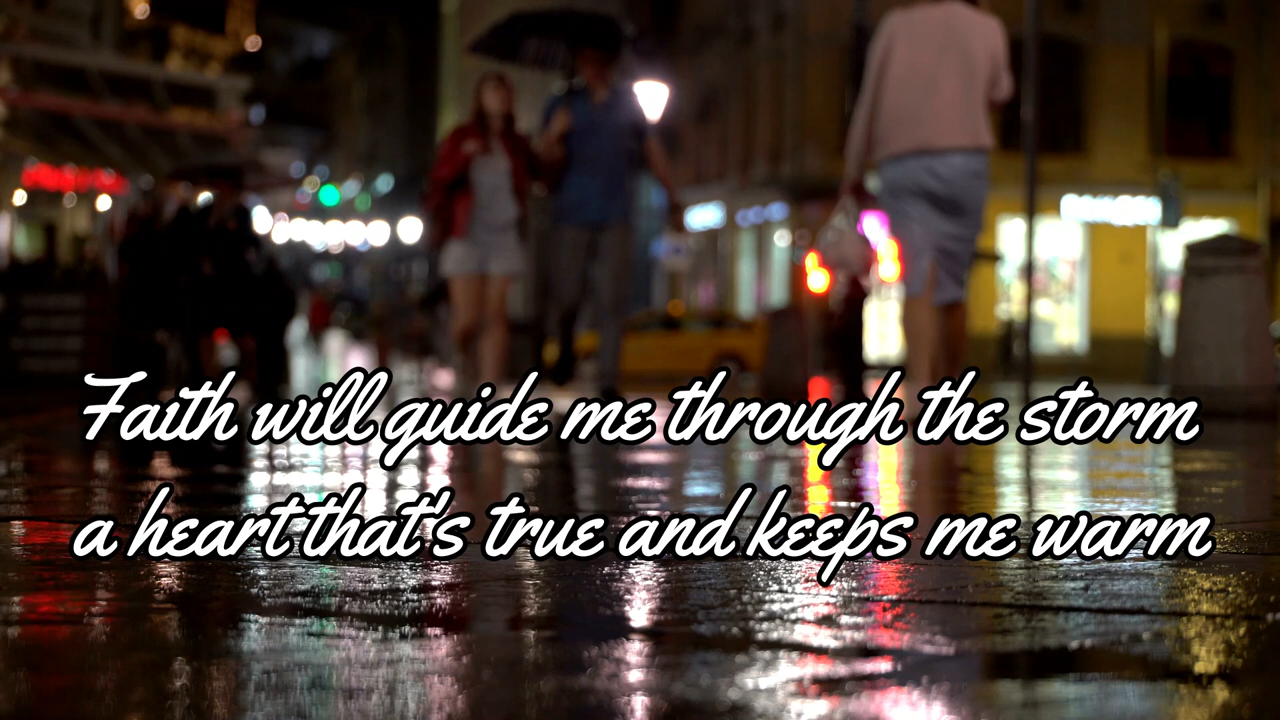 Faith will guide me through the storm
a heart that's true and keeps me warm